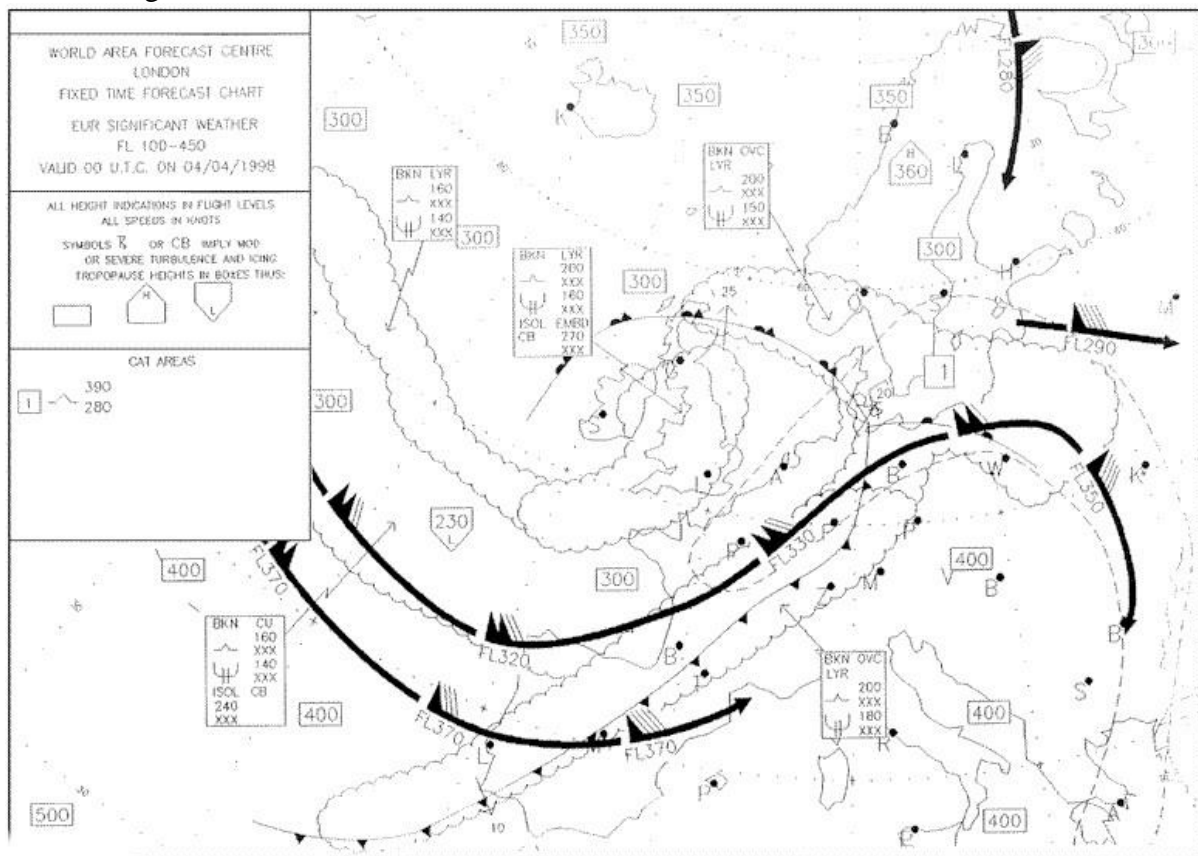 WORLD AREA FORECAST CENTRE
LONDON
FIXED TIME FORECAST CHART
EUR SIGNIFICANT WEATHER
FL 100-450
VALID 00 U.T.C. ON 04/04/1998
ALL HEIGHT INDICATIONS IN FLIGHT LEVELS
ALL SPEEDS IN KNOTS
SYMBOLS OR CB IMPLY MOD
OR SEVERE TURBULENCE AND ICING
TROPOPAUSE HEIGHTS IN BOXES THUS:
H
L
CAT AREAS
1
390
280
350
K
300
350
350
B
FL280
BKN LYR
160
XXX
140
XXX
300
BKN OVC
LYR
200
XXX
150
XXX
H
360
L
30
BKN LYR
200
XXX
160
XXX
ISOL EMBD
CB 270
XXX
300
300
60
H
M
25
O
FL290
1
300
S
G
20
230
L
L
A
B
W
K
FL350
FL370
400
P
FL330
F
P
300
M
400
B
BKN CU
160
XXX
140
XXX
ISOL CB
240
XXX
FL320
B
B
BKN OVC
LYR
200
XXX
180
XXX
S
400
FL370
T
400
L
M
FL370
R
P
500
10
400
A